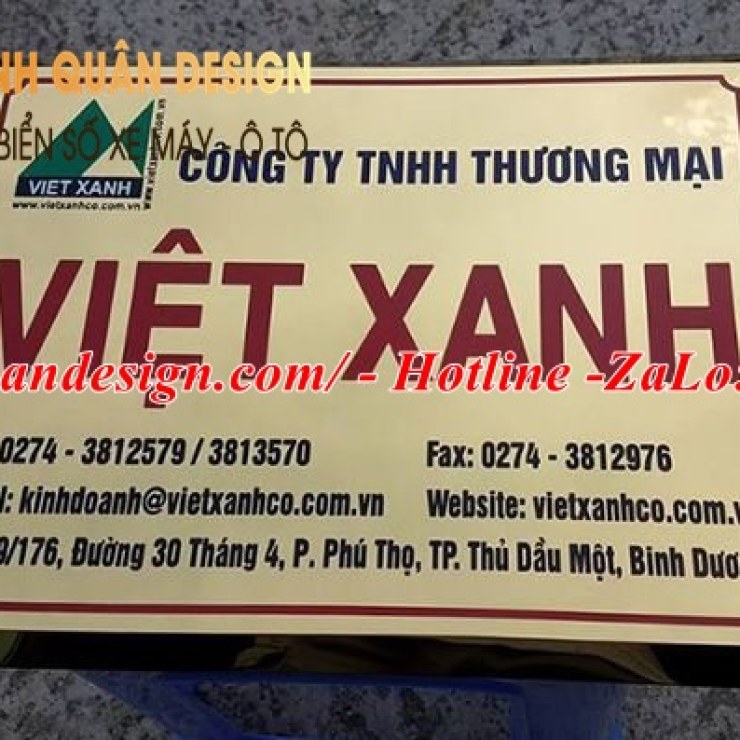 NH QUÂN DESIGN
BIỂN SỐ XE MÁY - Ô TÔ
VIET XANH
www.vietxanhco.com.vn
CÔNG TY TNHH THƯƠNG MẠI
VIỆT XANH
andesign.com/ - Hotline -ZaLo:
0274 - 3812579 / 3813570
Fax: 0274 - 3812976
l: kinhdoanh@vietxanhco.com.vn
Website: vietxanhco.com.v
9/176, Đường 30 Tháng 4, P. Phú Thọ, TP. Thủ Dầu Một, Bình Dươ